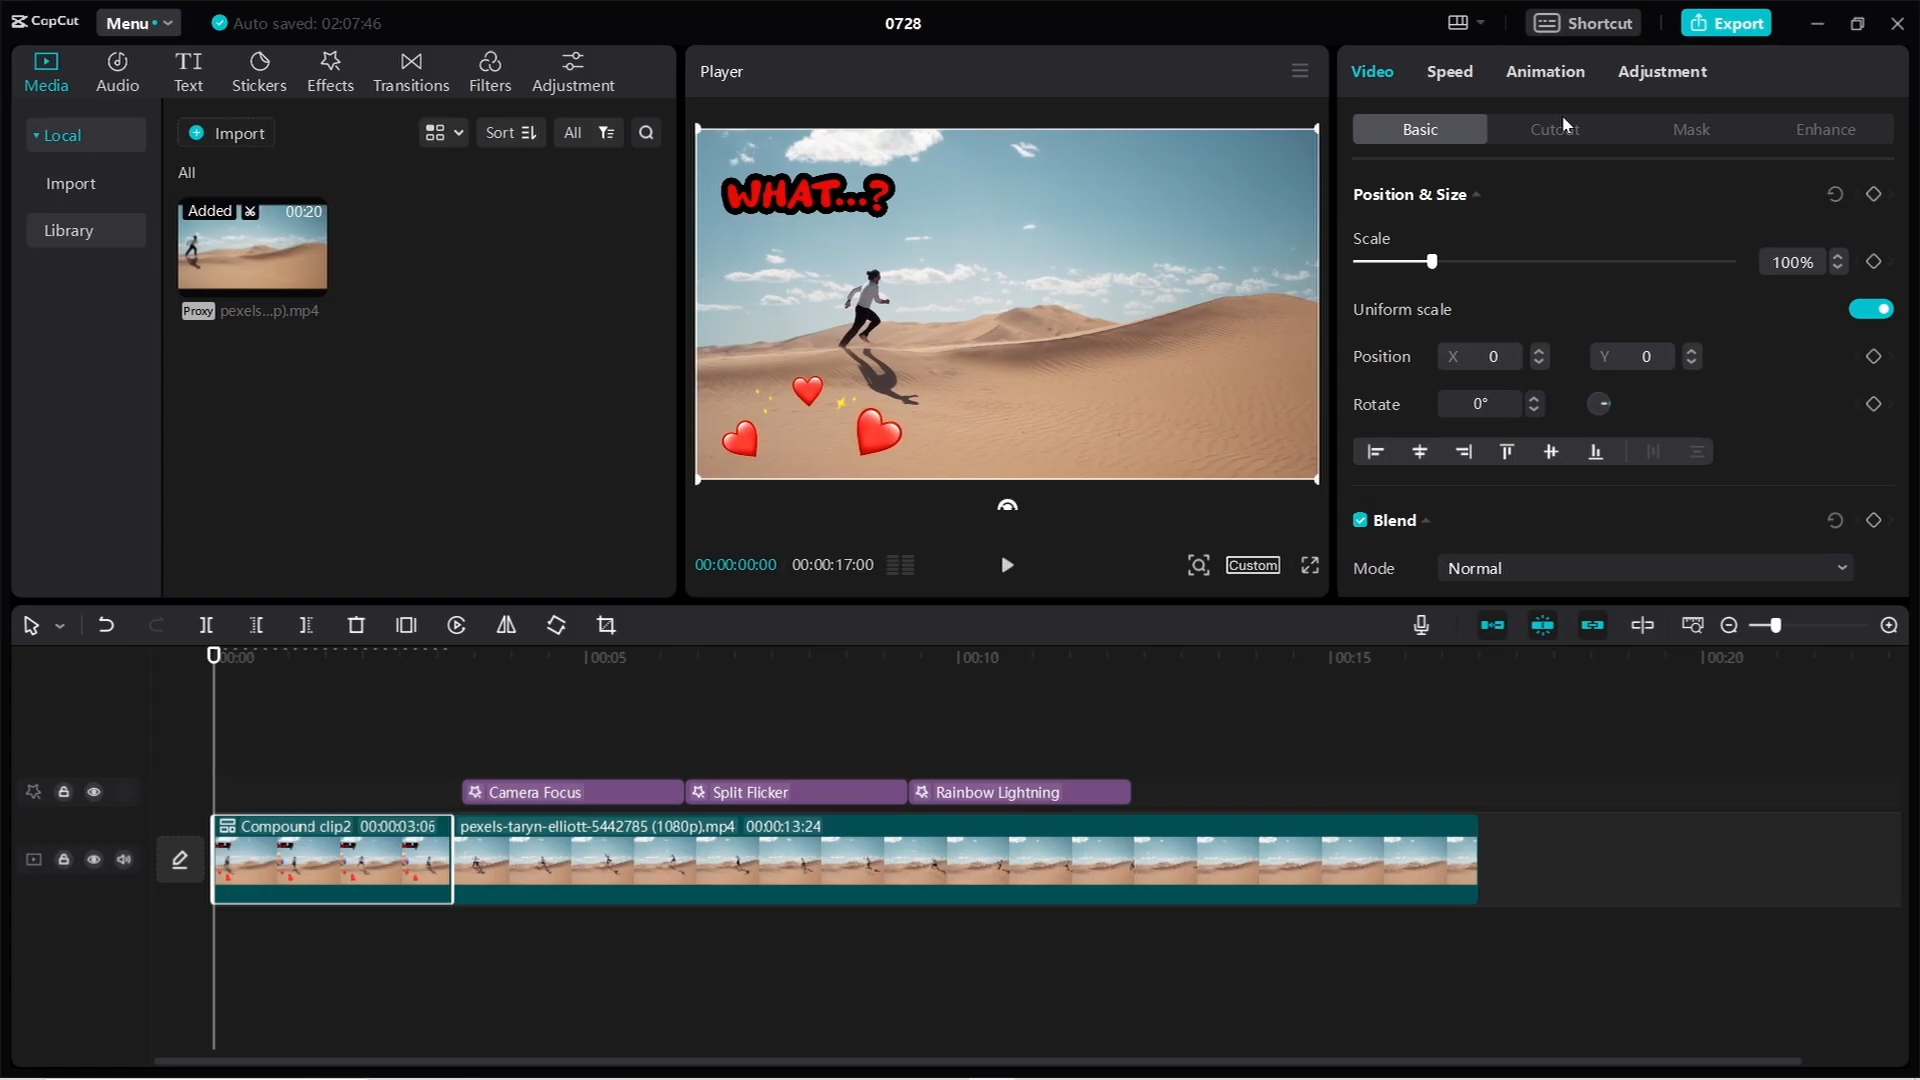 CapCut Menu Auto saved: 02:07:46 0728 Shortcut Export
Media Audio Text Stickers Effects Transitions Filters Adjustment
Local
Import
Library
Import Sort All
All
Added 00:20
Proxy pexels...p).mp4
Player
WHAT...?
00:00:00:00 00:00:17:00 Custom
Video Speed Animation Adjustment
Basic Cutout Mask Enhance
Position & Size
Scale
100%
Uniform scale
Position X 0 Y 0
Rotate 0°
Blend
Mode Normal
00:00 00:05 00:10 00:15 00:20
Camera Focus Split Flicker Rainbow Lightning
Compound clip2 00:00:03:06 pexels-taryn-elliott-5442785 (1080p).mp4 00:00:13:24